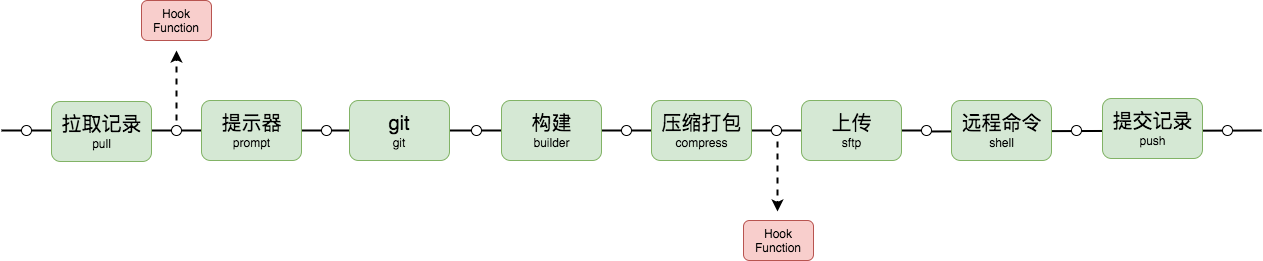 Hook
Function
拉取记录
pull
提示器
prompt
git
git
构建
builder
压缩打包
compress
上传
sftp
远程命令
shell
提交记录
push
Hook
Function